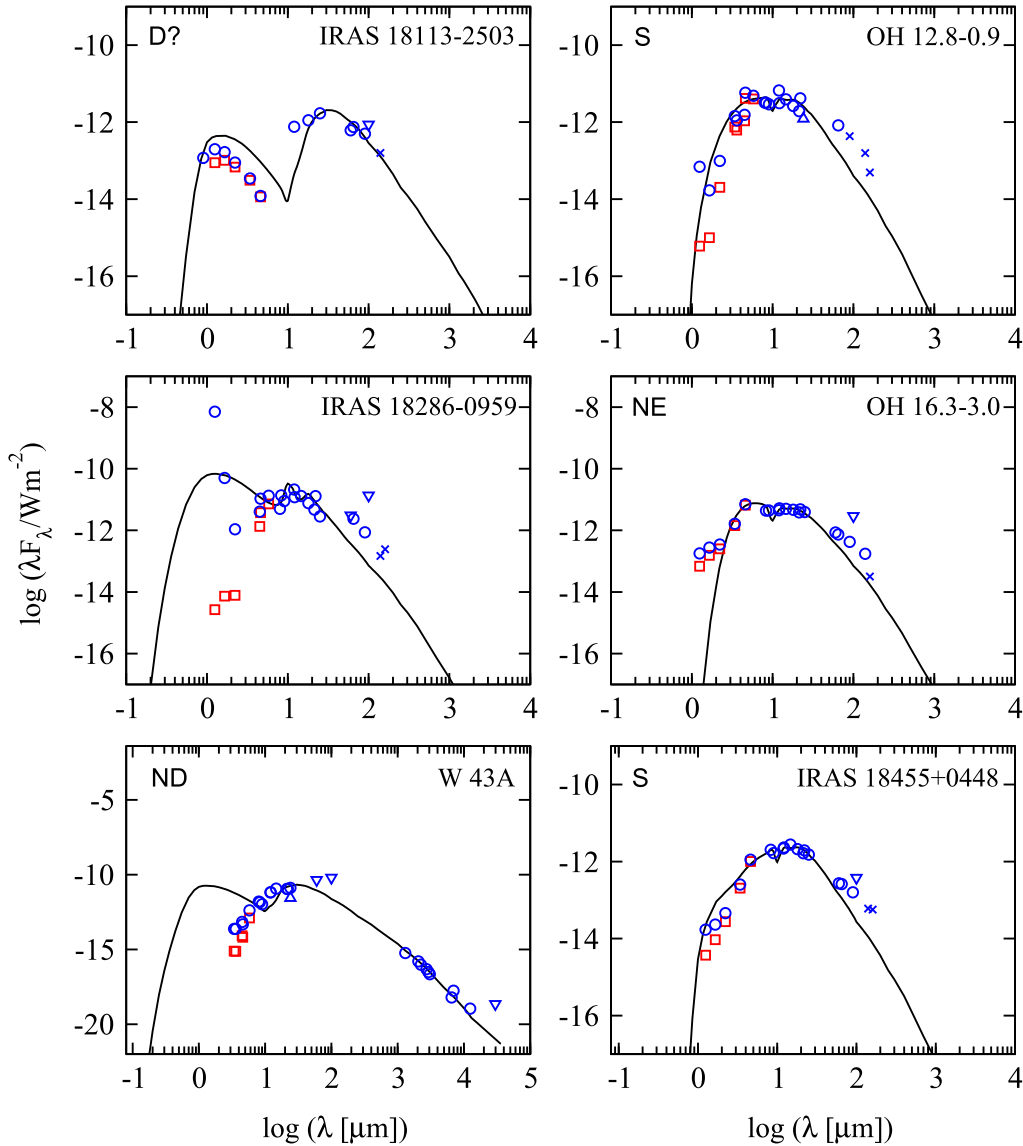 D? IRAS 18113-2503
-10
-12
-14
-16
-1 0 1 2 3 4
S OH 12.8-0.9
-10
-12
-14
-16
-1 0 1 2 3 4
IRAS 18286-0959
-8
-10
-12
-14
-16
-1 0 1 2 3 4
NE OH 16.3-3.0
-8
-10
-12
-14
-16
-1 0 1 2 3 4
log (λF_λ/Wm⁻²)
ND W 43A
-5
-10
-15
-20
-1 0 1 2 3 4 5
S IRAS 18455+0448
-10
-12
-14
-16
-1 0 1 2 3 4
log (λ [μm]) log (λ [μm])